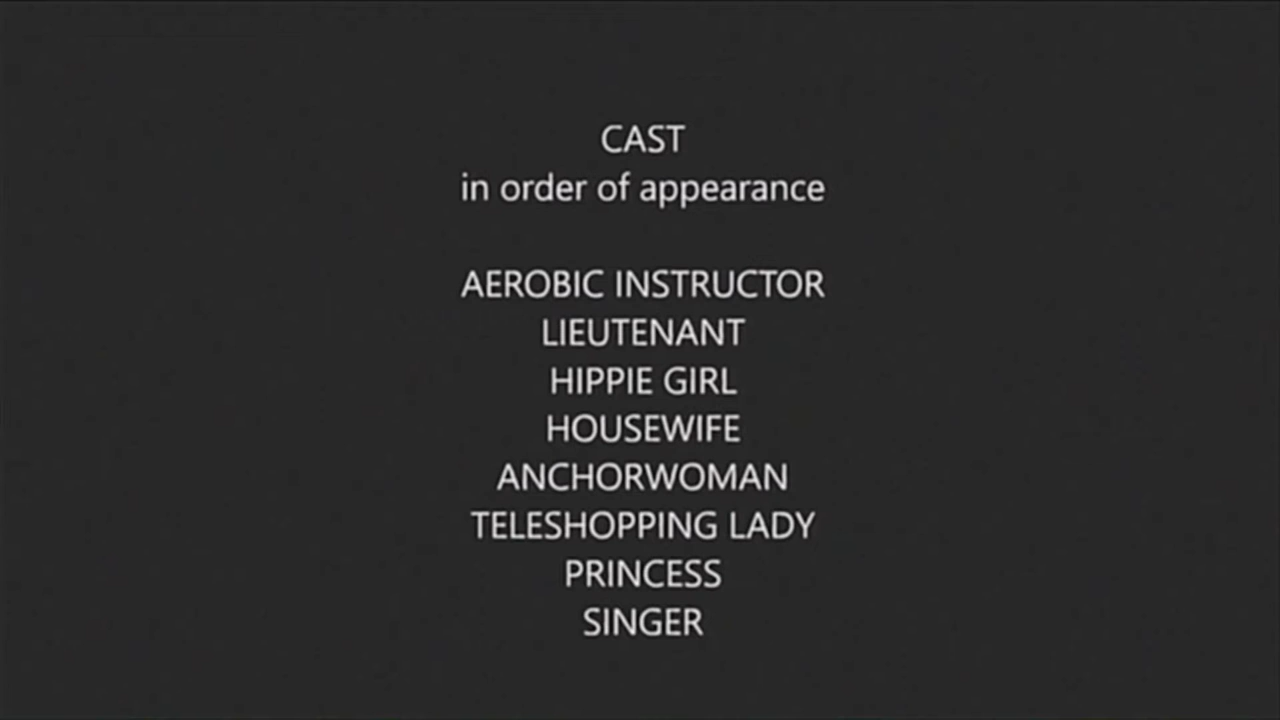 CAST
in order of appearance
AEROBIC INSTRUCTOR
LIEUTENANT
HIPPIE GIRL
HOUSEWIFE
ANCHORWOMAN
TELESHOPPING LADY
PRINCESS
SINGER